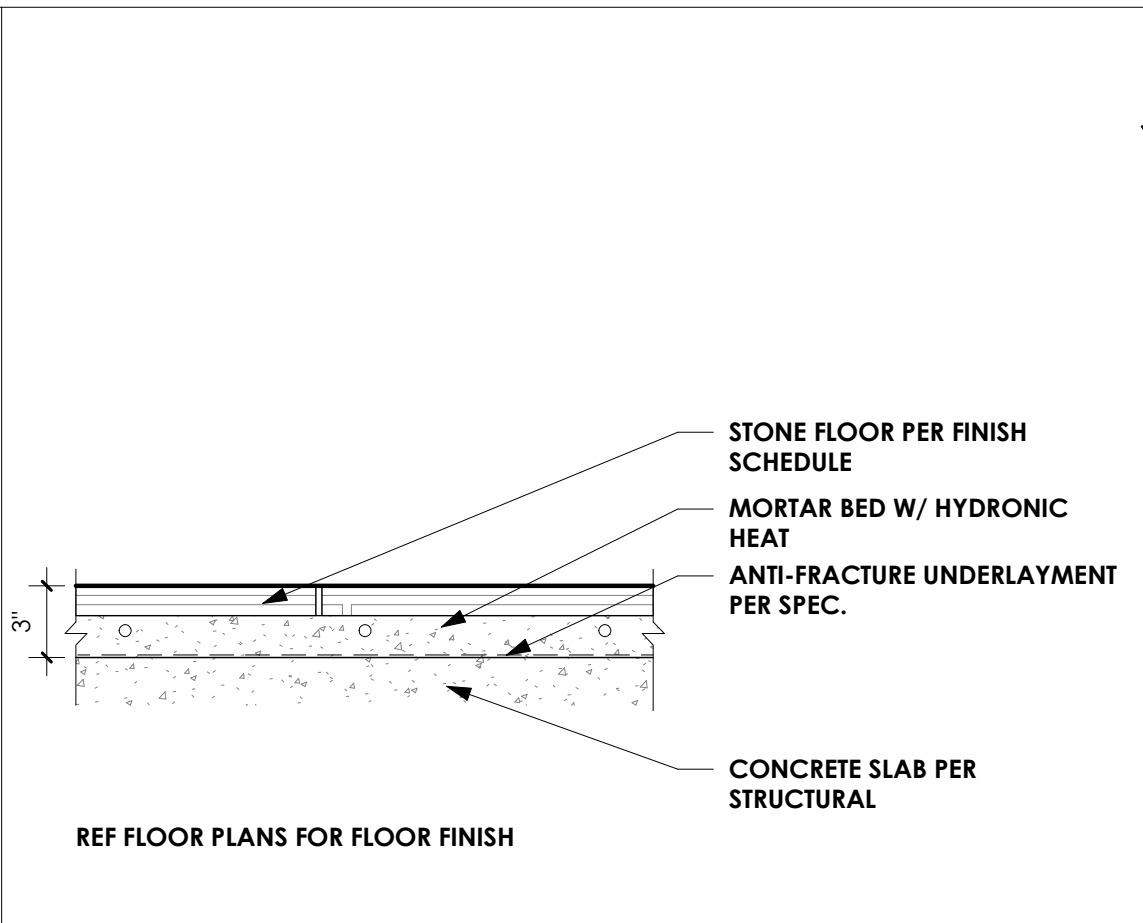 STONE FLOOR PER FINISH
SCHEDULE
MORTAR BED W/ HYDRONIC
HEAT
ANTI-FRACTURE UNDERLAYMENT
PER SPEC.
3"
CONCRETE SLAB PER
STRUCTURAL
REF FLOOR PLANS FOR FLOOR FINISH